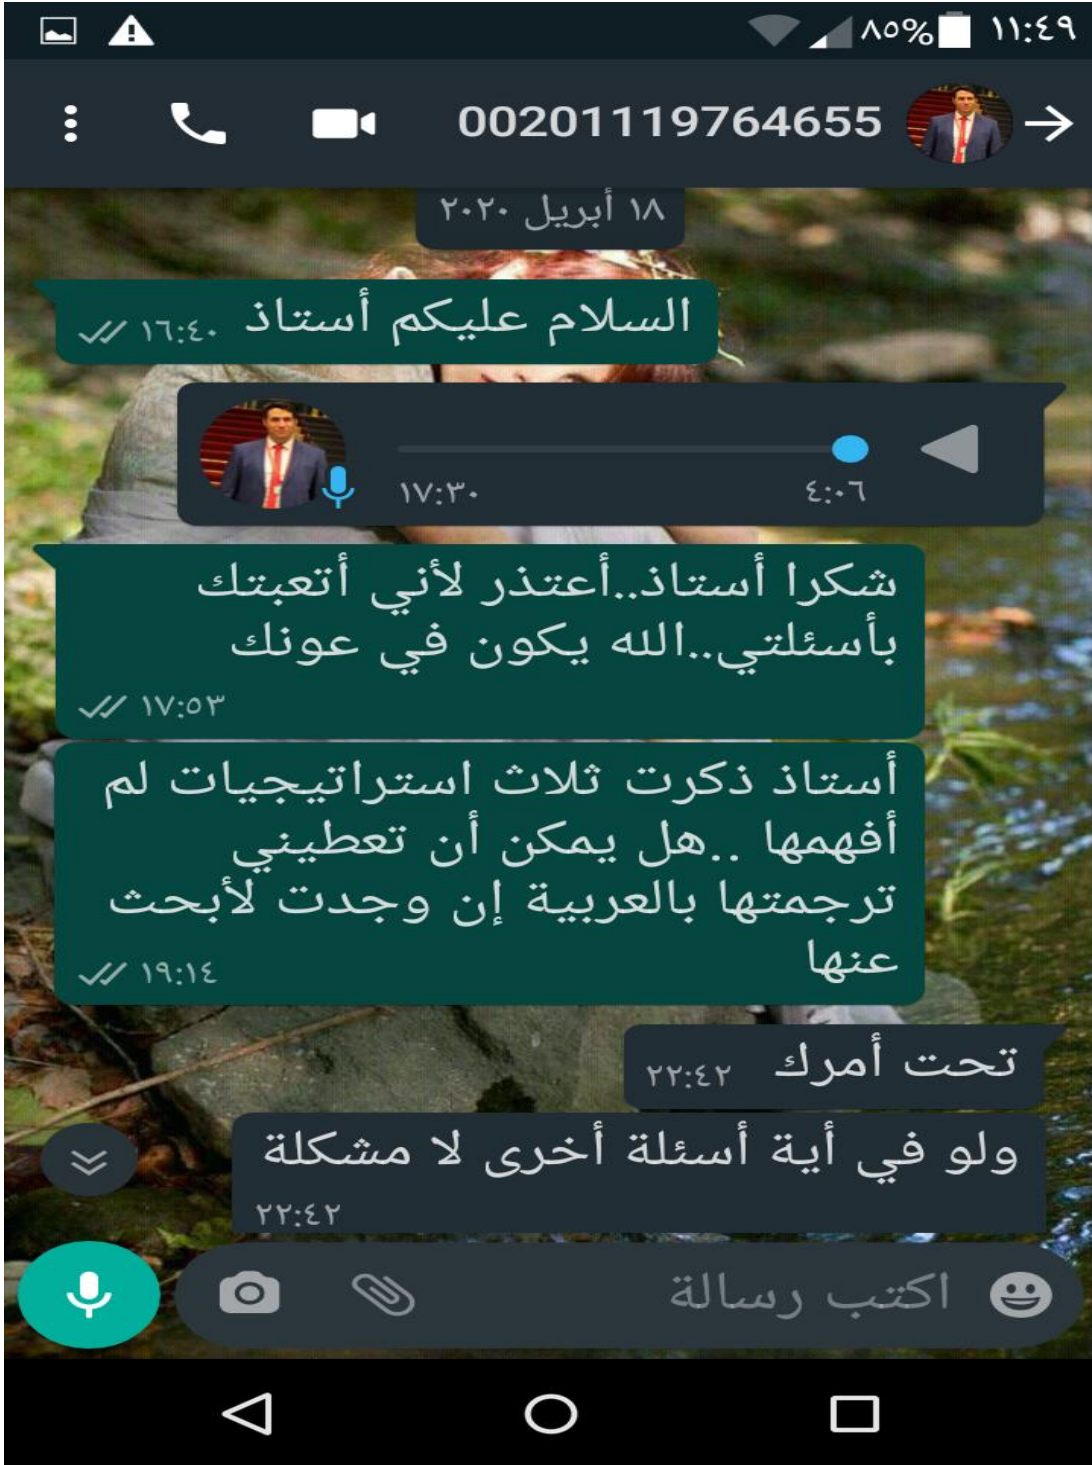 ٨٥% ١١:٤٩
00201119764655
١٨ أبريل ٢٠٢٠
السلام عليكم أستاذ ١٦:٤٠
٤:٠٦ ١٧:٣٠
شكرا أستاذ..أعتذر لأني أتعبتك
بأسئلتي..الله يكون في عونك
١٧:٥٣
أستاذ ذكرت ثلاث استراتيجيات لم
أفهمها ..هل يمكن أن تعطيني
ترجمتها بالعربية إن وجدت لأبحث
عنها
١٩:١٤
تحت أمرك ٢٢:٤٢
ولو في أية أسئلة أخرى لا مشكلة
٢٢:٤٢
اكتب رسالة